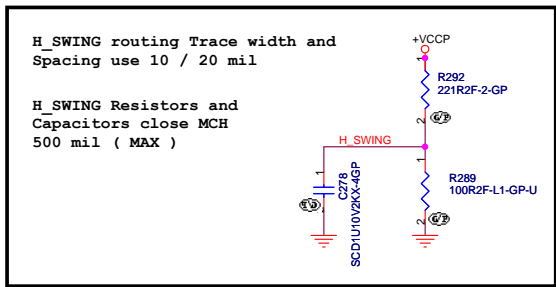 H_SWING routing Trace width and
Spacing use 10 / 20 mil
H_SWING Resistors and
Capacitors close MCH
500 mil ( MAX )
+VCCP
1
R292
221R2F-2-GP
2
H_SWING
1
C278
SCD1U10V2KX-4GP
1
R289
100R2F-L1-GP-U
2